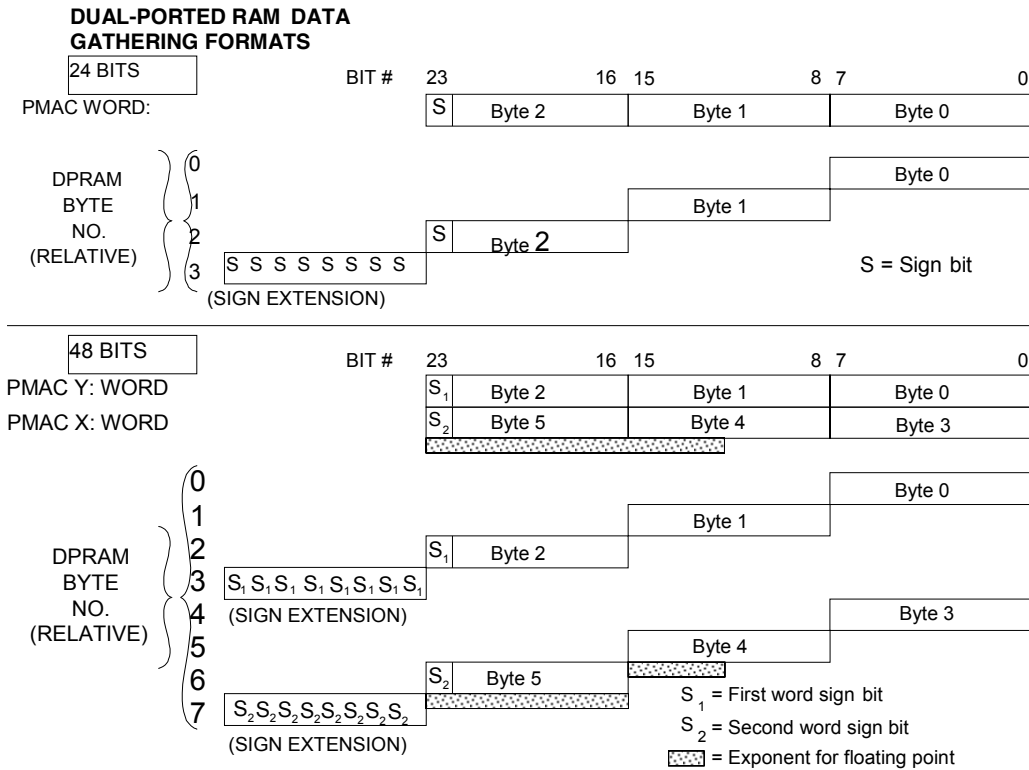 DUAL-PORTED RAM DATA
GATHERING FORMATS
24 BITS
BIT # 23 16 15 8 7 0
PMAC WORD:
S Byte 2 Byte 1 Byte 0
DPRAM
BYTE
NO.
(RELATIVE)
0 Byte 0
1 Byte 1
2 S Byte 2
3 S S S S S S S S
(SIGN EXTENSION)
S = Sign bit
48 BITS
BIT # 23 16 15 8 7 0
PMAC Y: WORD S1 Byte 2 Byte 1 Byte 0
PMAC X: WORD S2 Byte 5 Byte 4 Byte 3
DPRAM
BYTE
NO.
(RELATIVE)
0 Byte 0
1 Byte 1
2 S1 Byte 2
3 S1 S1 S1 S1 S1 S1 S1 S1
(SIGN EXTENSION)
4 Byte 3
5 Byte 4
6 S2 Byte 5
7 S2 S2 S2 S2 S2 S2 S2 S2
(SIGN EXTENSION)
S1 = First word sign bit
S2 = Second word sign bit
= Exponent for floating point